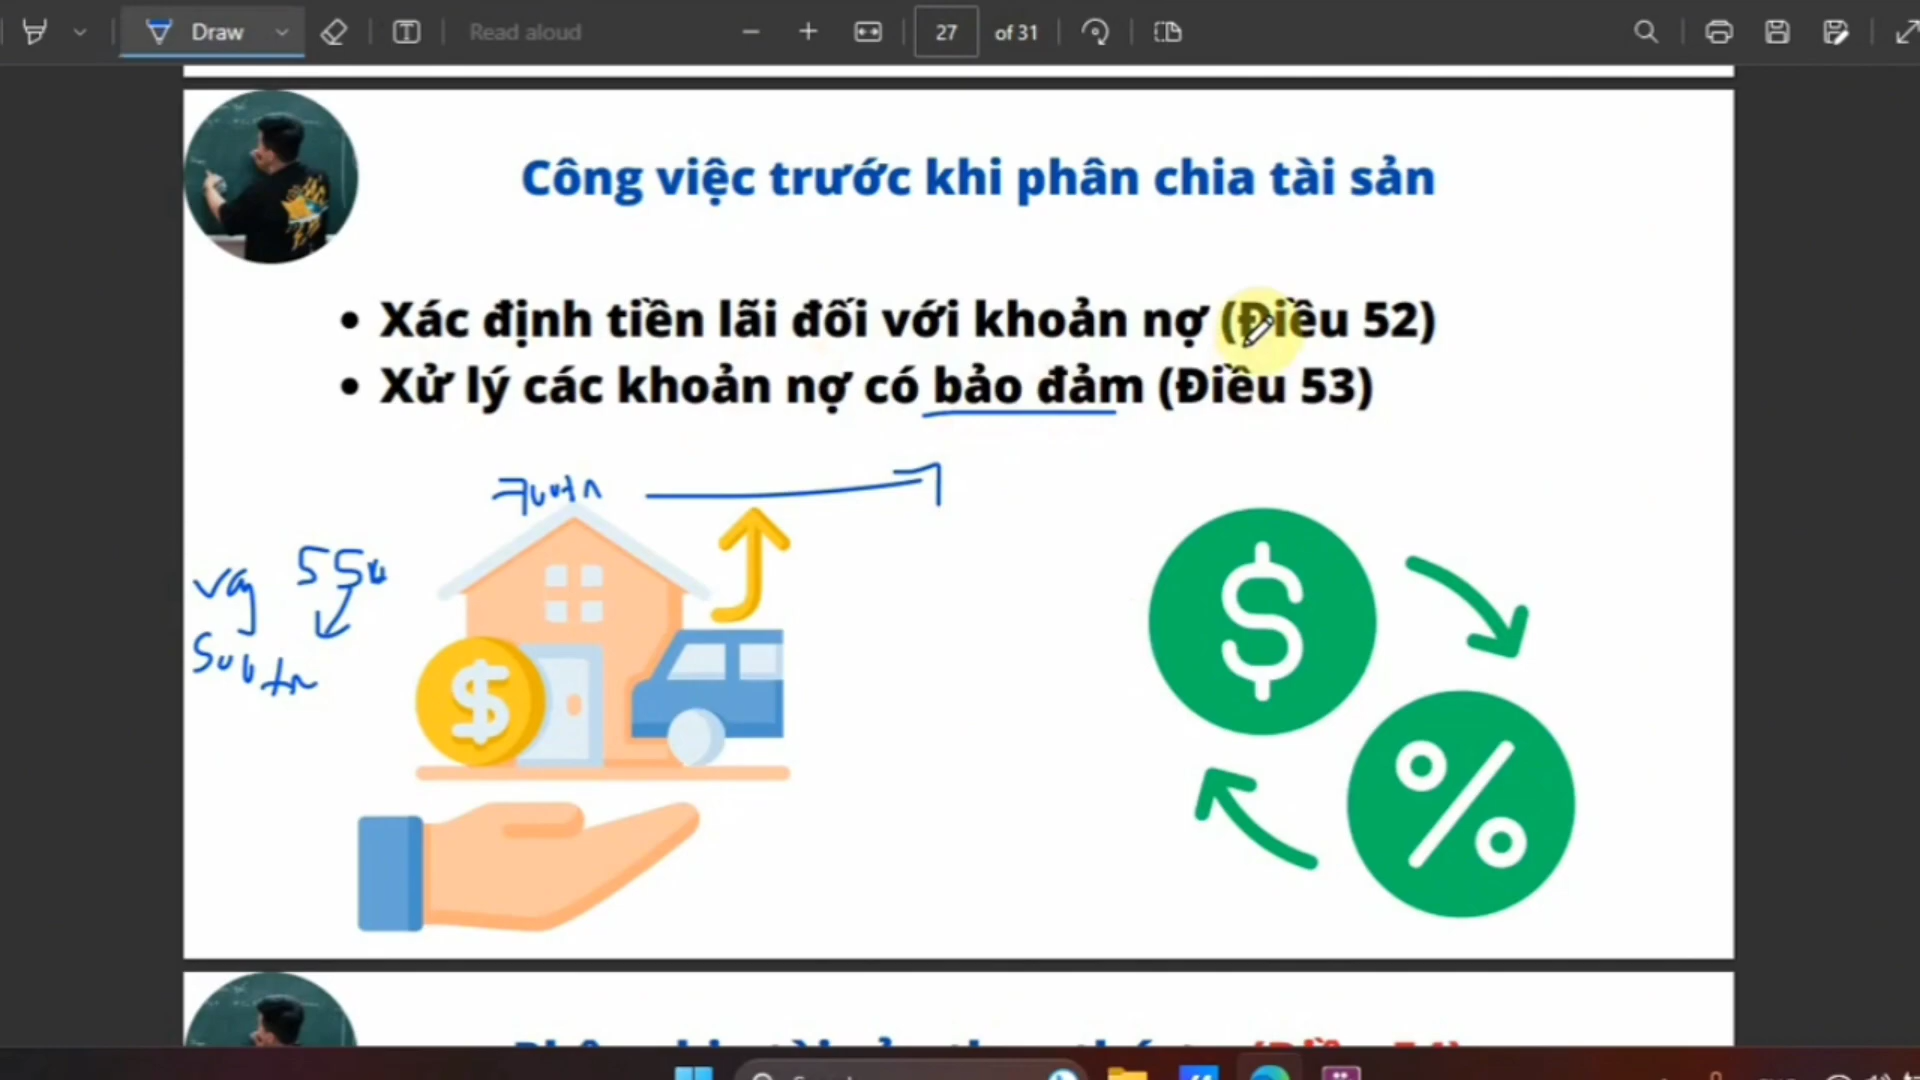 Draw
Read aloud
27 of 31
Công việc trước khi phân chia tài sản
• Xác định tiền lãi đối với khoản nợ (Điều 52)
• Xử lý các khoản nợ có bảo đảm (Điều 53)
700tr
vay 550
500tr
$
$
%